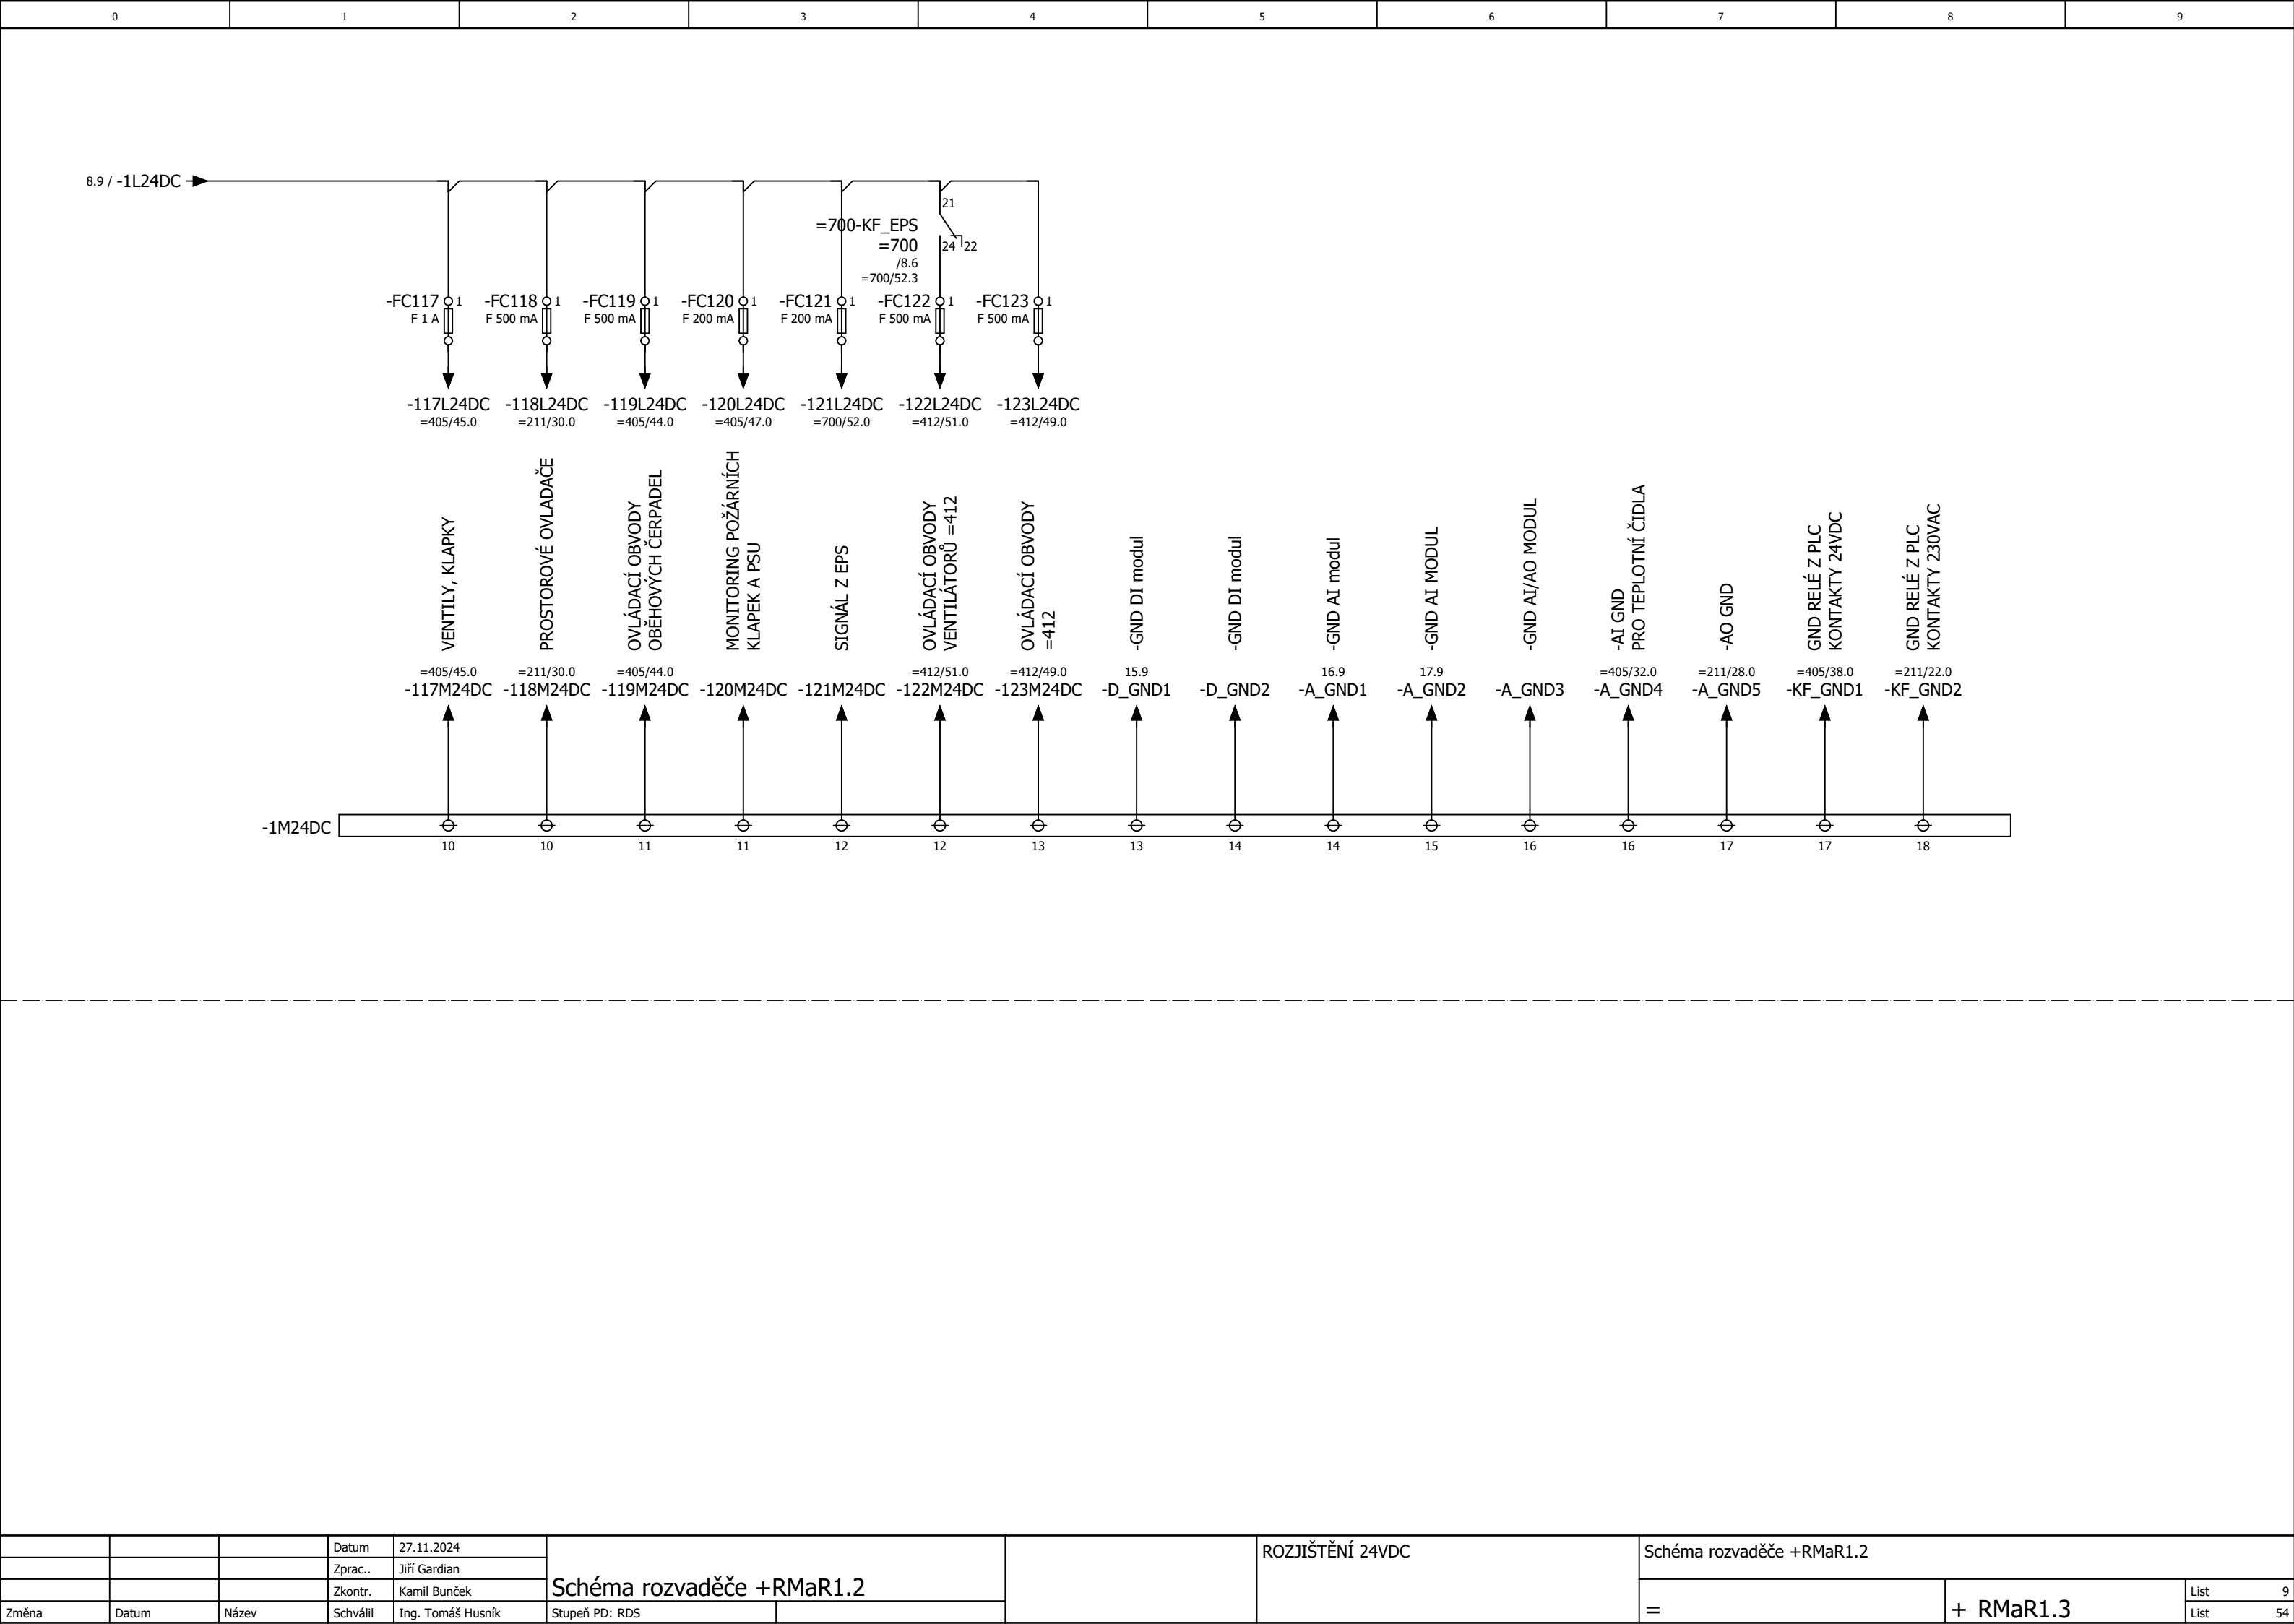 0 1 2 3 4 5 6 7 8 9
8.9 / -1L24DC
21
=700-KF_EPS
=700
24 22
/8.6
=700/52.3
-FC117 1 -FC118 1 -FC119 1 -FC120 1 -FC121 1 -FC122 1 -FC123 1
F 1 A F 500 mA F 500 mA F 200 mA F 200 mA F 500 mA F 500 mA
-117L24DC -118L24DC -119L24DC -120L24DC -121L24DC -122L24DC -123L24DC
=405/45.0 =211/30.0 =405/44.0 =405/47.0 =700/52.0 =412/51.0 =412/49.0
VENTILY, KLAPKY
PROSTOROVÉ OVLADAČE
OVLÁDACÍ OBVODY
OBĚHOVÝCH ČERPADEL
MONITORING POŽÁRNÍCH
KLAPEK A PSU
SIGNÁL Z EPS
OVLÁDACÍ OBVODY
VENTILÁTORŮ =412
OVLÁDACÍ OBVODY
=412
-GND DI modul
-GND DI modul
-GND AI modul
-GND AI MODUL
-GND AI/AO MODUL
-AI GND
PRO TEPLOTNÍ ČIDLA
-AO GND
GND RELÉ Z PLC
KONTAKTY 24VDC
GND RELÉ Z PLC
KONTAKTY 230VAC
=405/45.0 =211/30.0 =405/44.0 =412/51.0 =412/49.0 15.9 16.9 17.9 =405/32.0 =211/28.0 =405/38.0 =211/22.0
-117M24DC -118M24DC -119M24DC -120M24DC -121M24DC -122M24DC -123M24DC -D_GND1 -D_GND2 -A_GND1 -A_GND2 -A_GND3 -A_GND4 -A_GND5 -KF_GND1 -KF_GND2
-1M24DC
10 10 11 11 12 12 13 13 14 14 15 16 16 17 17 18
Datum 27.11.2024
Zprac.. Jiří Gardian
Zkontr. Kamil Bunček
Změna Datum Název Schválil Ing. Tomáš Husník
Schéma rozvaděče +RMaR1.2
Stupeň PD: RDS
ROZJIŠTĚNÍ 24VDC
Schéma rozvaděče +RMaR1.2
= + RMaR1.3
List 9
List 54